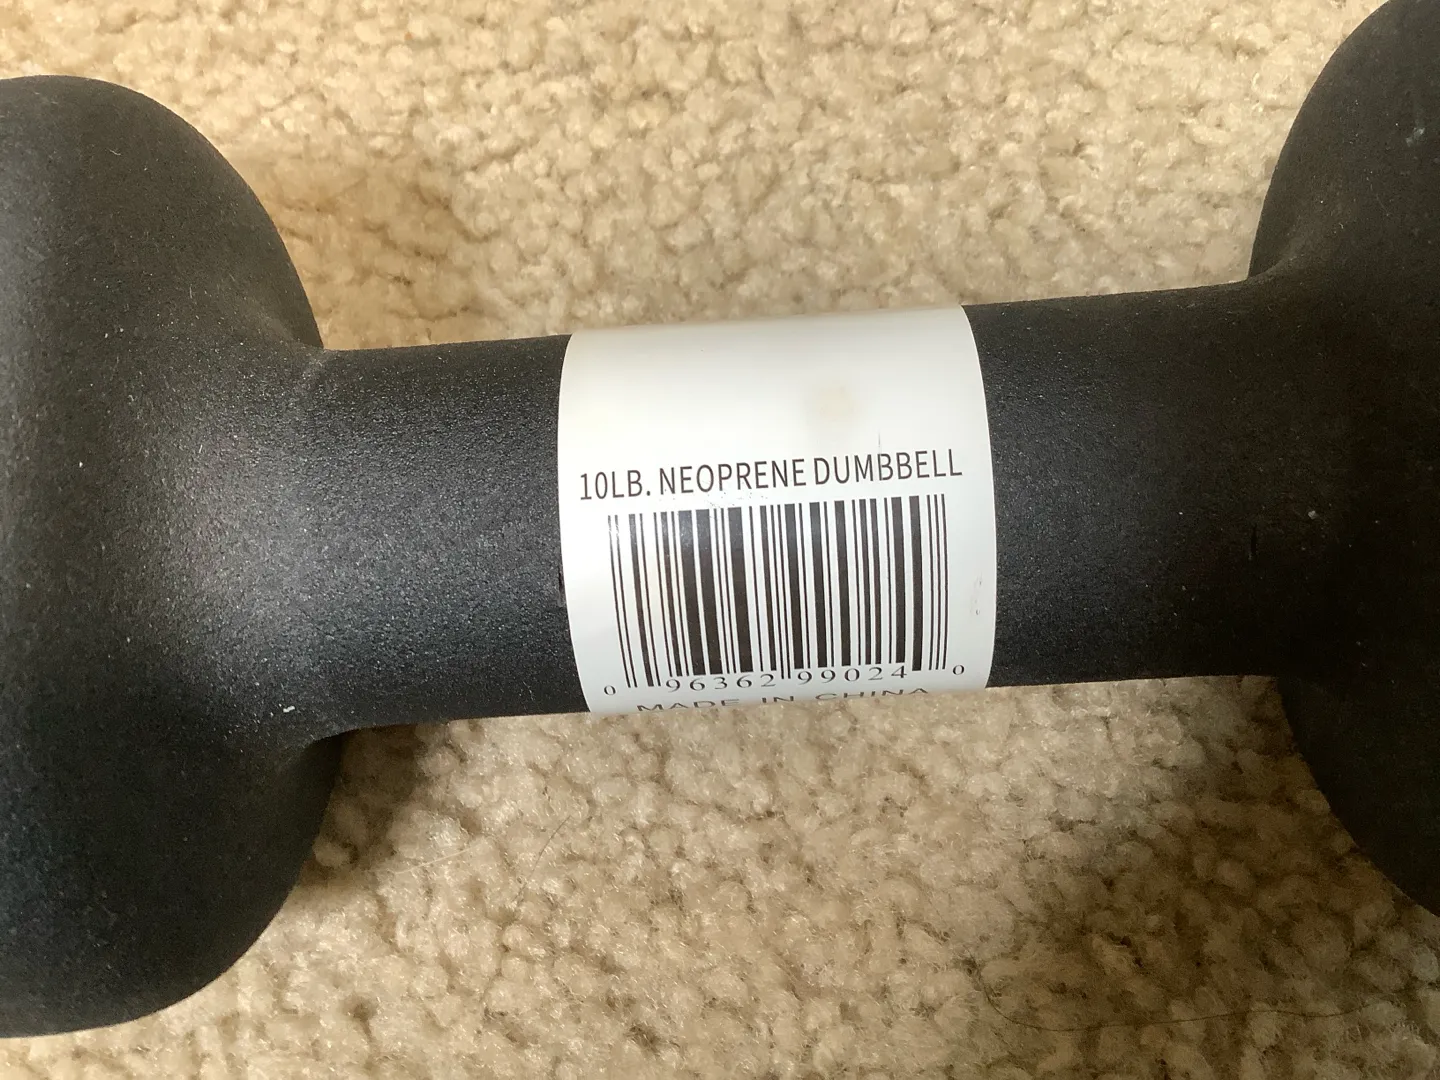 10LB. NEOPRENE DUMBBELL
0 96362 99024 0
MADE IN CHINA